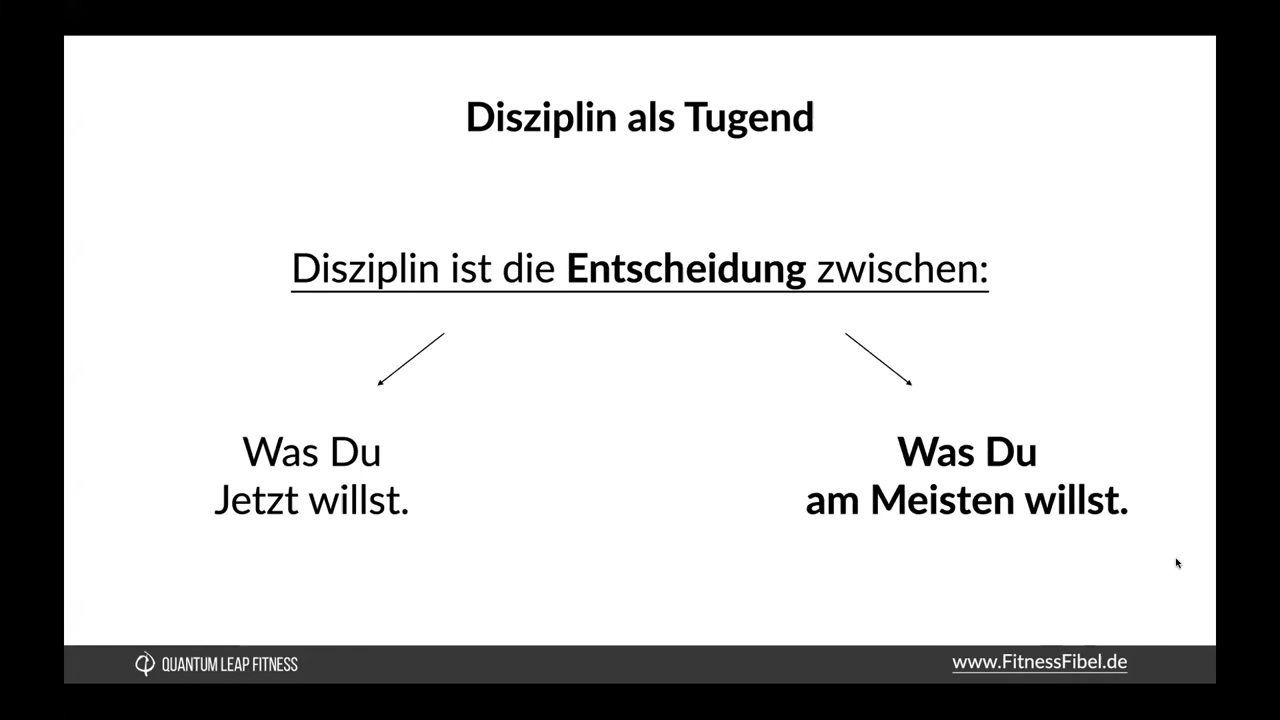 Disziplin als Tugend
Disziplin ist die Entscheidung zwischen:
Was Du
Jetzt willst.
Was Du
am Meisten willst.
QUANTUM LEAP FITNESS
www.FitnessFibel.de